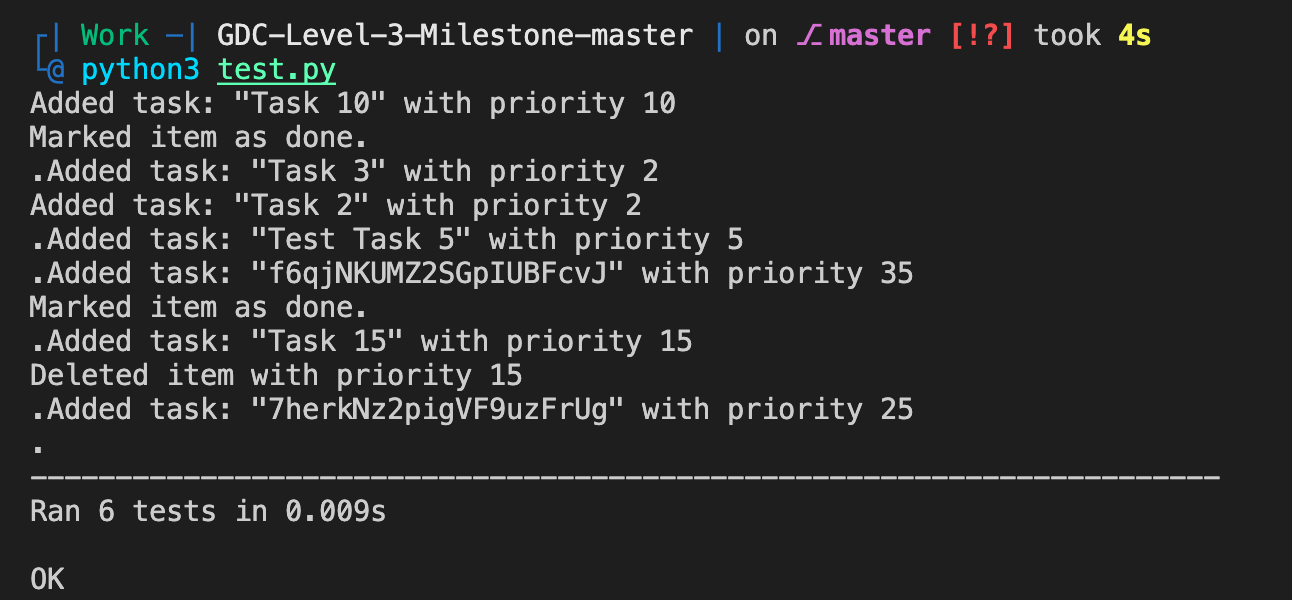 ┌| Work —| GDC-Level-3-Milestone-master | on ⎇ master [!?] took 4s
└@ python3 test.py
Added task: "Task 10" with priority 10
Marked item as done.
.Added task: "Task 3" with priority 2
Added task: "Task 2" with priority 2
.Added task: "Test Task 5" with priority 5
.Added task: "f6qjNKUMZ2SGpIUBFcvJ" with priority 35
Marked item as done.
.Added task: "Task 15" with priority 15
Deleted item with priority 15
.Added task: "7herkNz2pigVF9uzFrUg" with priority 25
.
----------------------------------------------------------------------
Ran 6 tests in 0.009s
OK